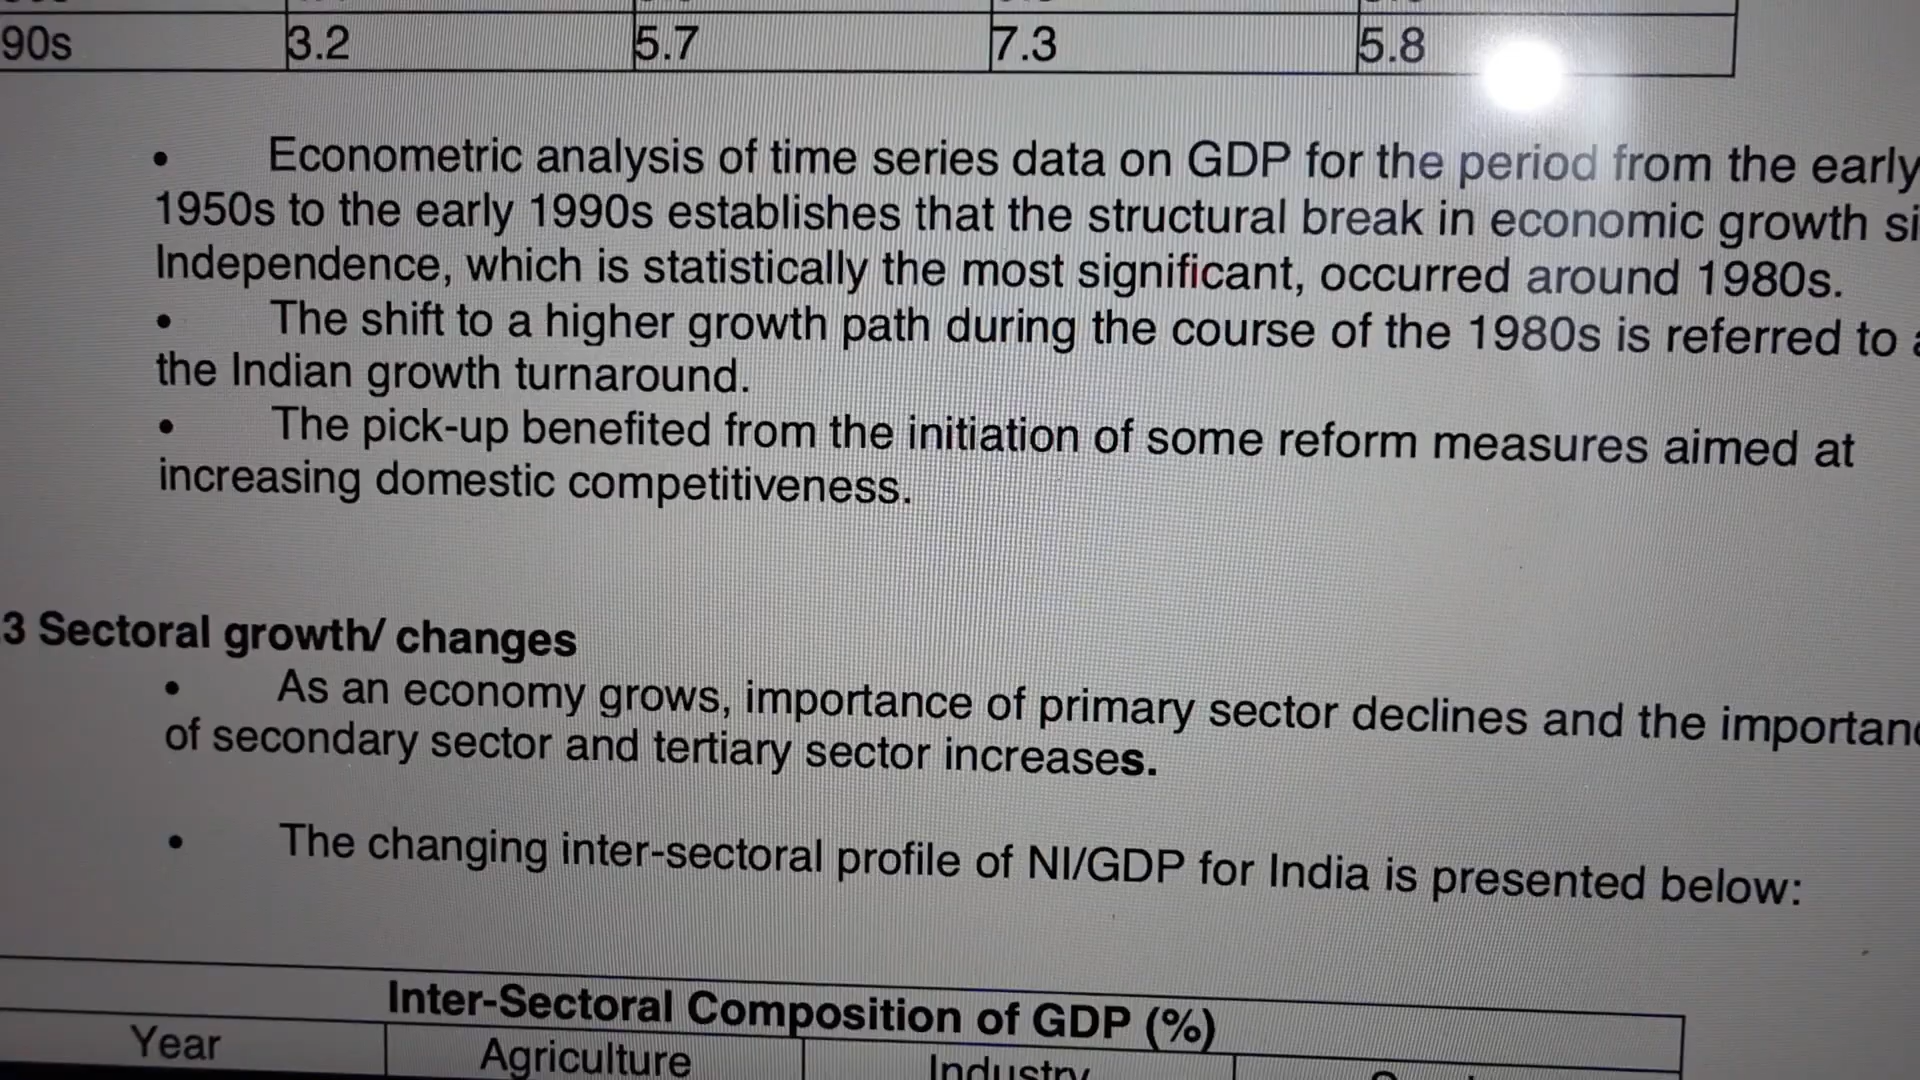 90s 3.2 5.7 7.3 5.8
• Econometric analysis of time series data on GDP for the period from the early
1950s to the early 1990s establishes that the structural break in economic growth
Independence, which is statistically the most significant, occurred around 1980s.
• The shift to a higher growth path during the course of the 1980s is referred to
the Indian growth turnaround.
• The pick-up benefited from the initiation of some reform measures aimed at
increasing domestic competitiveness.
3 Sectoral growth/ changes
• As an economy grows, importance of primary sector declines and the
of secondary sector and tertiary sector increases.
• The changing inter-sectoral profile of NI/GDP for India is presented below:
Inter-Sectoral Composition of GDP (%)
Year Agriculture Industry